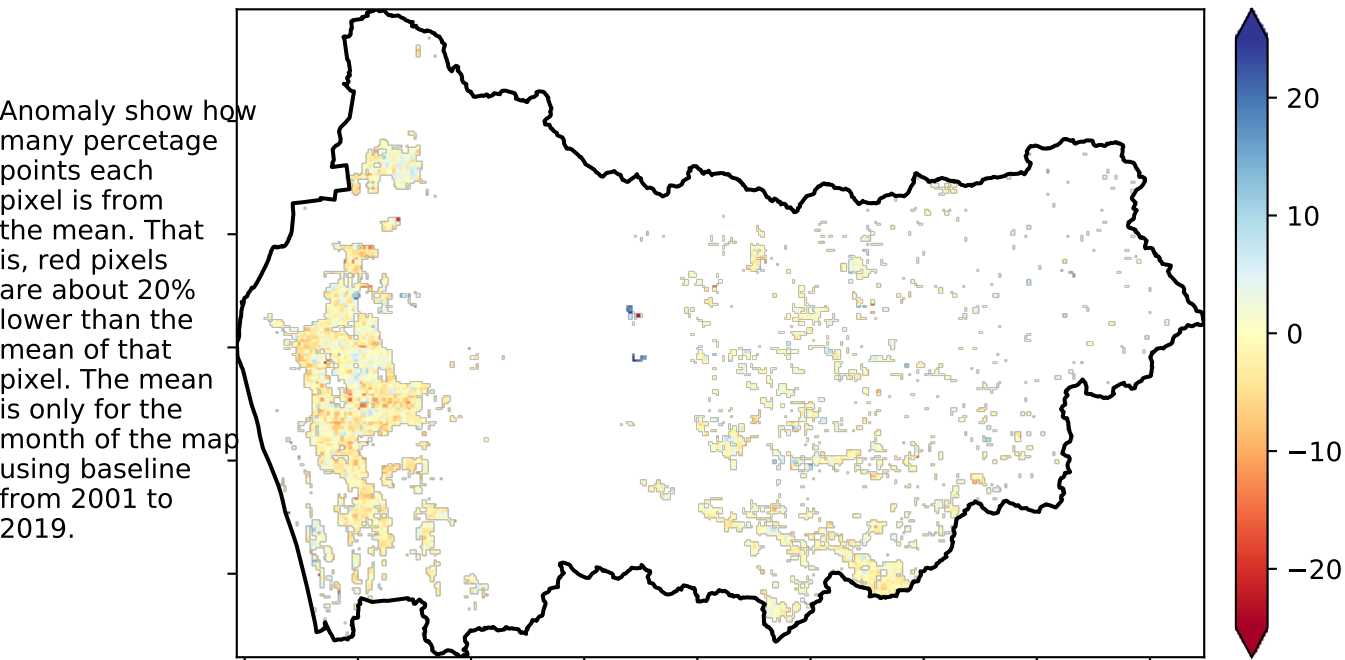 Anomaly show how
many percetage
points each
pixel is from
the mean. That
is, red pixels
are about 20%
lower than the
mean of that
pixel. The mean
is only for the
month of the map
using baseline
from 2001 to
2019.
20
10
0
−10
−20